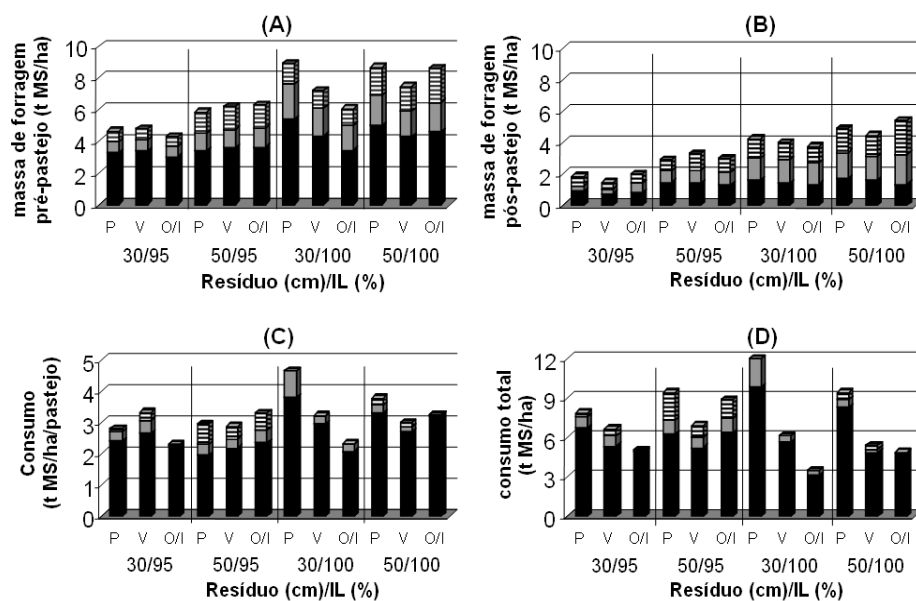 (A)
massa de forragem
pré-pastejo (t MS/ha)
10
8
6
4
2
0
P V O/I P V O/I P V O/I P V O/I
30/95 50/95 30/100 50/100
Resíduo (cm)/IL (%)
(B)
massa de forragem
pós-pastejo (t MS/ha)
10
8
6
4
2
0
P V O/I P V O/I P V O/I P V O/I
30/95 50/95 30/100 50/100
Resíduo (cm)/IL (%)
(C)
Consumo
(t MS/ha/pastejo)
5
4
3
2
1
0
P V O/I P V O/I P V O/I P V O/I
30/95 50/95 30/100 50/100
Resíduo (cm)/IL (%)
(D)
consumo total
(t MS/ha)
12
9
6
3
0
P V O/I P V O/I P V O/I P V O/I
30/95 50/95 30/100 50/100
Resíduo (cm)/IL (%)